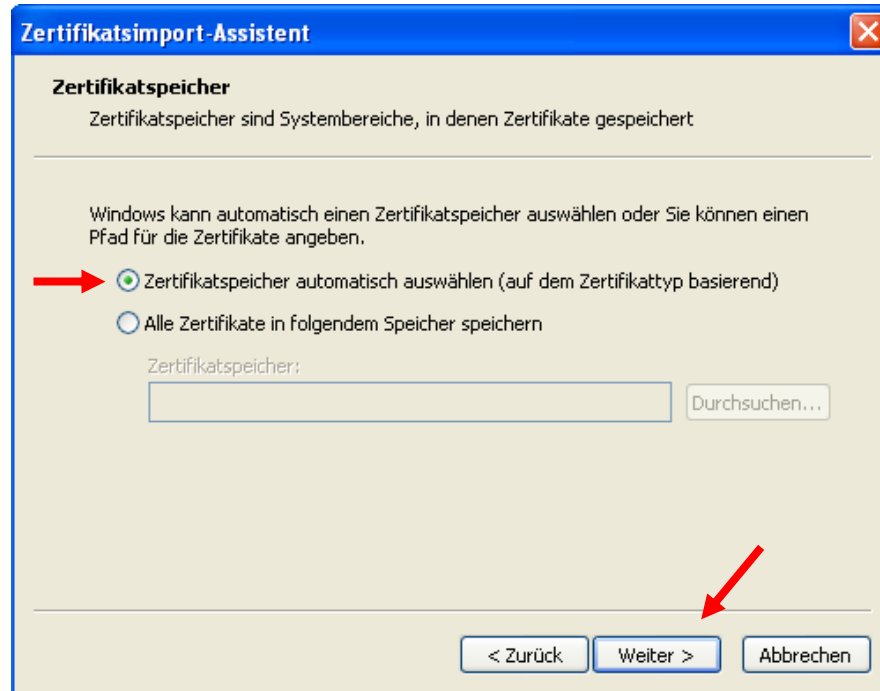 Zertifikatsimport-Assistent
Zertifikatspeicher
Zertifikatspeicher sind Systembereiche, in denen Zertifikate gespeichert
Windows kann automatisch einen Zertifikatspeicher auswählen oder Sie können einen
Pfad für die Zertifikate angeben.
Zertifikatspeicher automatisch auswählen (auf dem Zertifikattyp basierend)
Alle Zertifikate in folgendem Speicher speichern
Zertifikatspeicher:
Durchsuchen...
< Zurück Weiter > Abbrechen